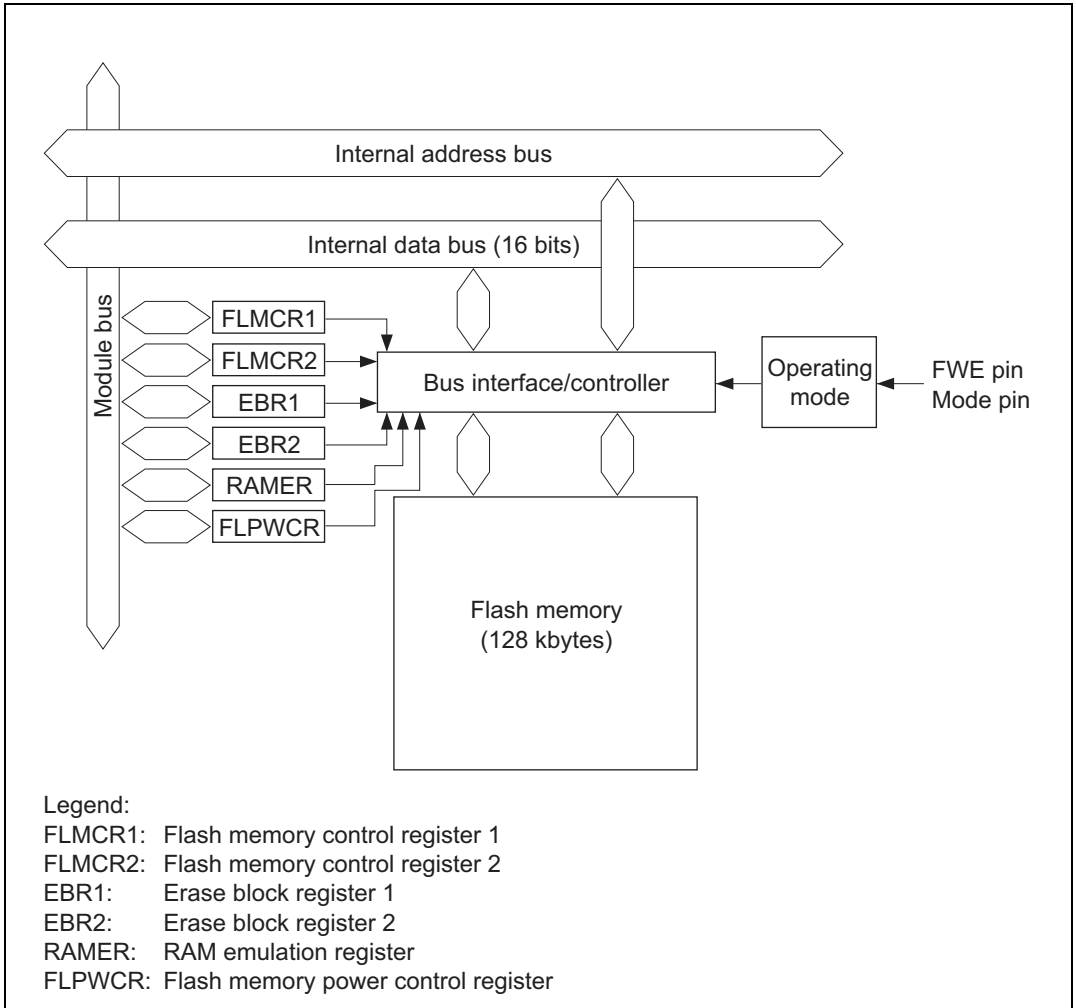 Internal address bus
Internal data bus (16 bits)
Module bus
FLMCR1
FLMCR2
EBR1
EBR2
RAMER
FLPWCR
Bus interface/controller
Operating
mode
FWE pin
Mode pin
Flash memory
(128 kbytes)
Legend:
FLMCR1: Flash memory control register 1
FLMCR2: Flash memory control register 2
EBR1: Erase block register 1
EBR2: Erase block register 2
RAMER: RAM emulation register
FLPWCR: Flash memory power control register